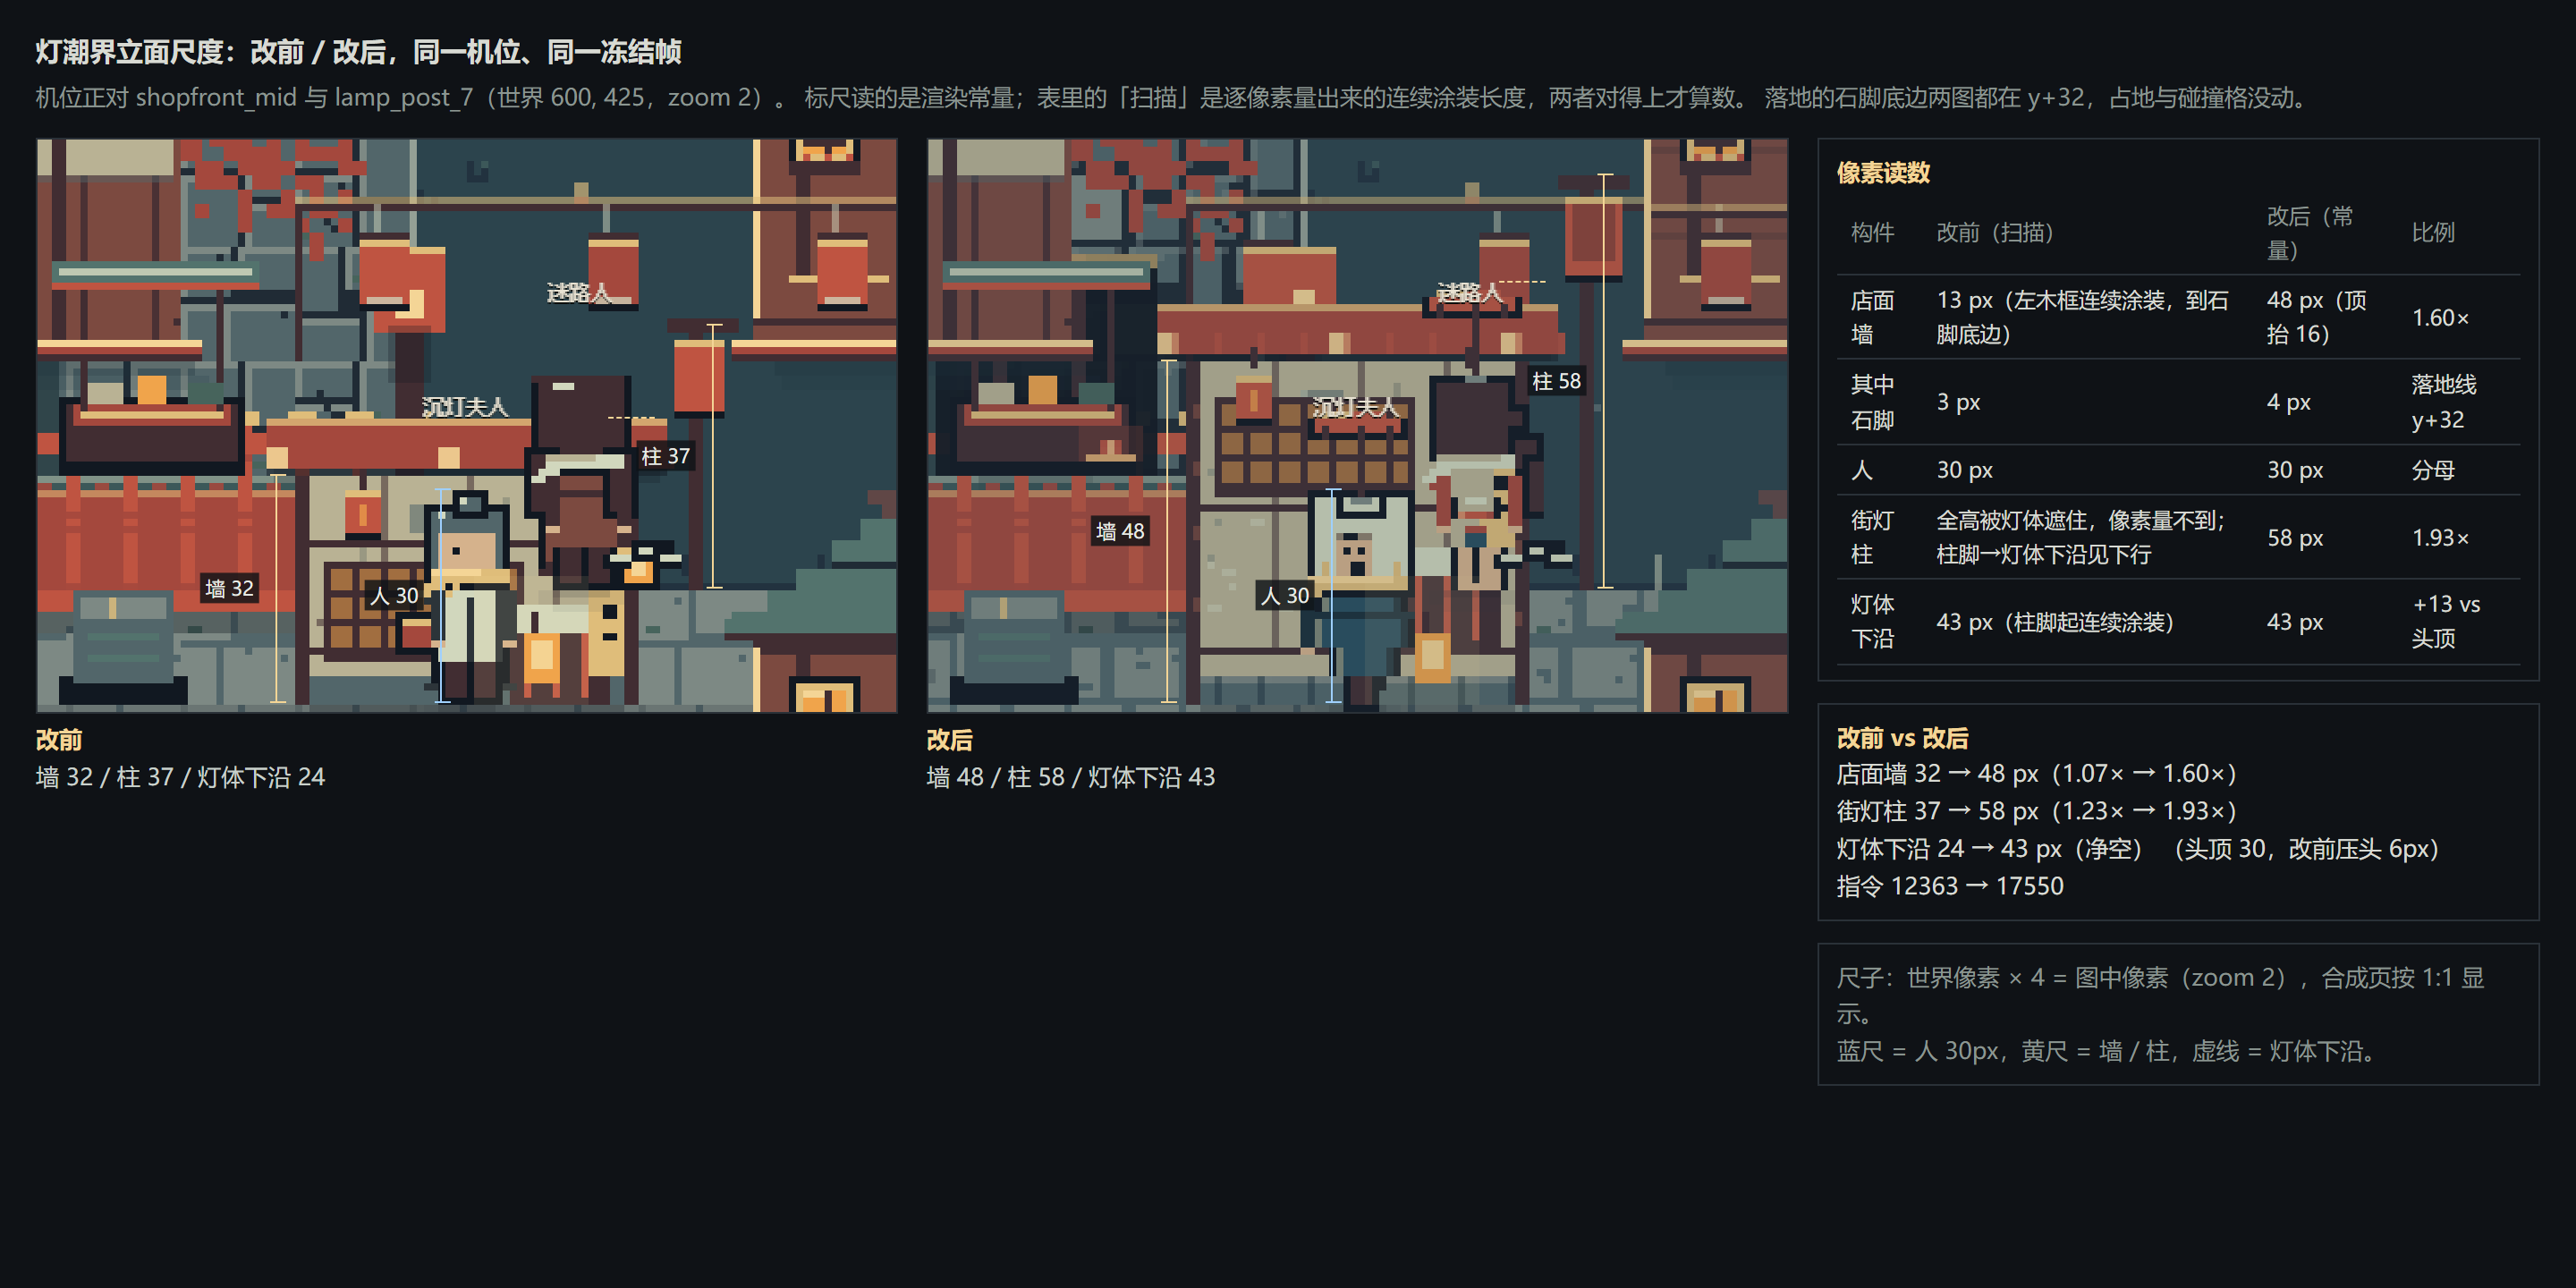 灯潮界立面尺度：改前 / 改后，同一机位、同一冻结帧
机位正对 shopfront_mid 与 lamp_post_7（世界 600, 425，zoom 2）。 标尺读的是渲染常量；表里的「扫描」是逐像素量出来的连续涂装长度，两者对得上才算数。 落地的石脚底边两图都在 y+32，占地与碰撞格没动。
迷路人
沉灯夫人
柱 37
墙 32
人 30
改前
墙 32 / 柱 37 / 灯体下沿 24
迷路人
柱 58
沉灯夫人
墙 48
人 30
改后
墙 48 / 柱 58 / 灯体下沿 43
像素读数
构件 改前（扫描） 改后（常
量） 比例
店面
墙 13 px（左木框连续涂装，到石
脚底边） 48 px（顶
抬 16） 1.60×
其中
石脚 3 px 4 px 落地线
y+32
人 30 px 30 px 分母
街灯
柱 全高被灯体遮住，像素量不到；
柱脚→灯体下沿见下行 58 px 1.93×
灯体
下沿 43 px（柱脚起连续涂装） 43 px +13 vs
头顶
改前 vs 改后
店面墙 32 → 48 px（1.07× → 1.60×）
街灯柱 37 → 58 px（1.23× → 1.93×）
灯体下沿 24 → 43 px（净空）（头顶 30，改前压头 6px）
指令 12363 → 17550
尺子：世界像素 × 4 = 图中像素（zoom 2），合成页按 1:1 显
示。
蓝尺 = 人 30px，黄尺 = 墙 / 柱，虚线 = 灯体下沿。